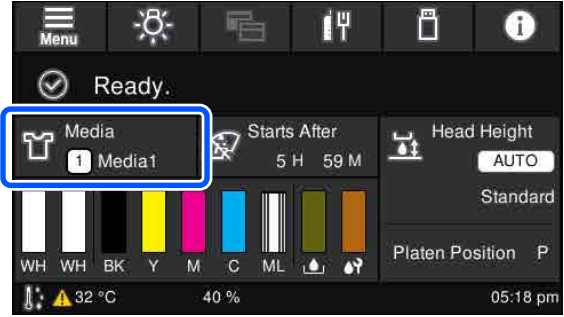 Menu
i
Ready.
Media
1 Media1
Starts After
5 H 59 M
Head Height
AUTO
Standard
WH WH BK Y M C ML
Platen Position P
32 °C
40 %
05:18 pm